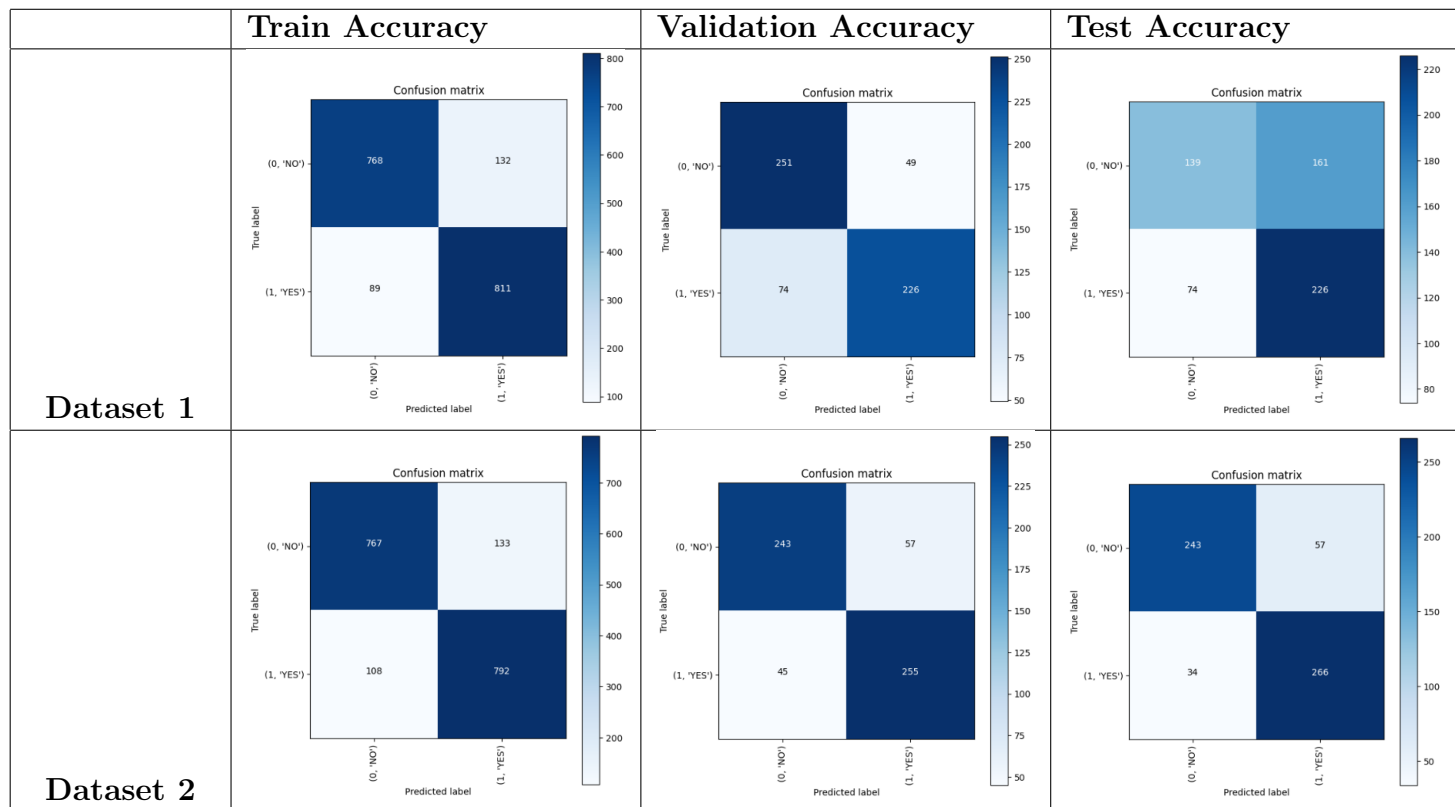 Train Accuracy
Validation Accuracy
Test Accuracy
Dataset 1
Confusion matrix
True label
(0, 'NO')
(1, 'YES')
768
132
89
811
(0, 'NO')
(1, 'YES')
Predicted label
800
700
600
500
400
300
200
100
Confusion matrix
True label
(0, 'NO')
(1, 'YES')
251
49
74
226
(0, 'NO')
(1, 'YES')
Predicted label
250
225
200
175
150
125
100
75
50
Confusion matrix
True label
(0, 'NO')
(1, 'YES')
139
161
74
226
(0, 'NO')
(1, 'YES')
Predicted label
220
200
180
160
140
120
100
80
Dataset 2
Confusion matrix
True label
(0, 'NO')
(1, 'YES')
767
133
108
792
(0, 'NO')
(1, 'YES')
Predicted label
700
600
500
400
300
200
Confusion matrix
True label
(0, 'NO')
(1, 'YES')
243
57
45
255
(0, 'NO')
(1, 'YES')
Predicted label
250
225
200
175
150
125
100
75
50
Confusion matrix
True label
(0, 'NO')
(1, 'YES')
243
57
34
266
(0, 'NO')
(1, 'YES')
Predicted label
250
200
150
100
50